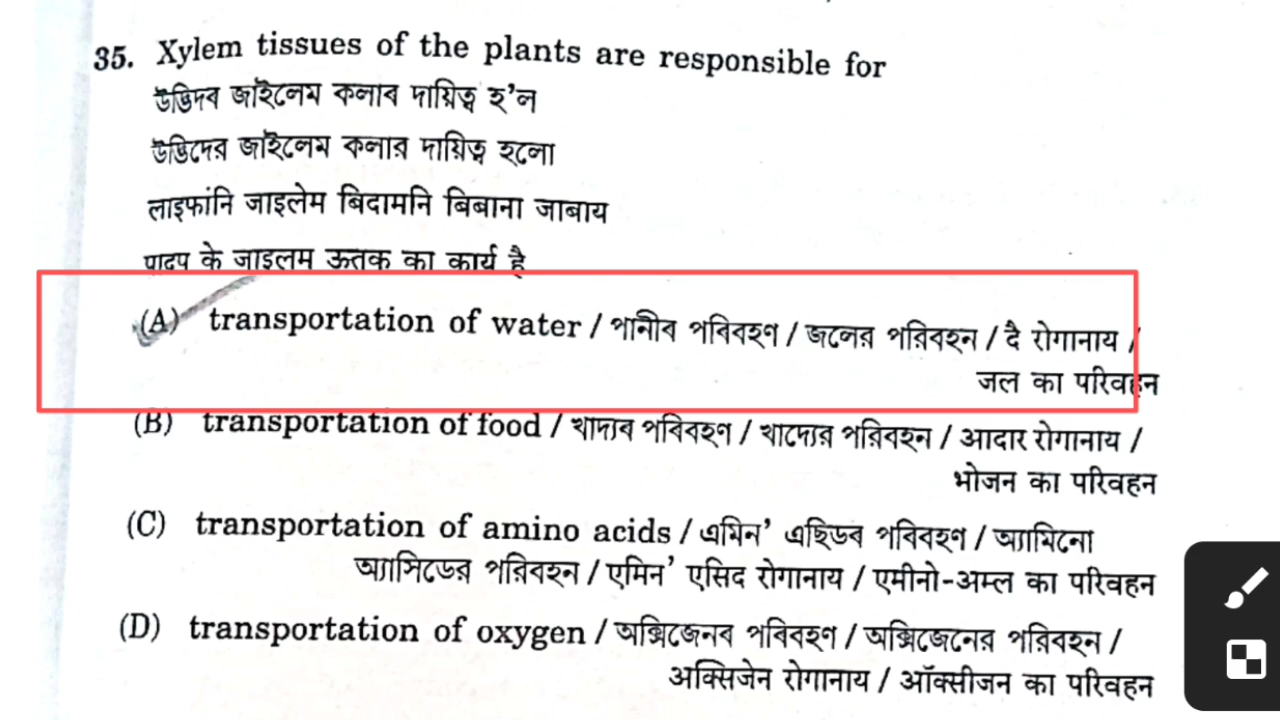 35. Xylem tissues of the plants are responsible for
উদ্ভিদৰ জাইলেম কলাৰ দায়িত্ব হ’ল
উদ্ভিদের জাইলেম কলার দায়িত্ব হলো
लाइफांनि जाइलेम बिदामनि बिबाना जाबाय
पादप के जाइलम ऊतक का कार्य है
(A) transportation of water / পানীৰ পৰিবহণ / জলের পরিবহন / दै रोगानाय /
जल का परिवहन
(B) transportation of food / খাদ্যৰ পৰিবহণ / খাদ্যের পরিবহন / आदार रोगानाय /
भोजन का परिवहन
(C) transportation of amino acids / এমিন’ এছিডৰ পৰিবহণ / অ্যামিনো
অ্যাসিডের পরিবহন / एमिन’ एसिद रोगानाय / एमीनो-अम्ल का परिवहन
(D) transportation of oxygen / অক্সিজেনৰ পৰিবহণ / অক্সিজেনের পরিবহন /
अक्सिजेन रोगानाय / ऑक्सीजन का परिवहन